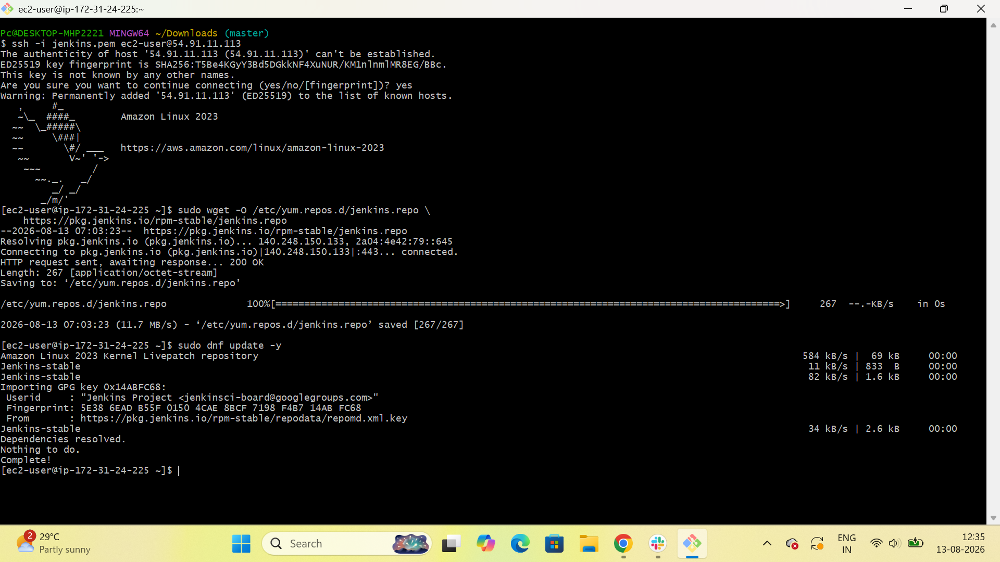 ec2-user@ip-172-31-24-225:~
Pc@DESKTOP-MHP2221 MINGW64 ~/Downloads (master)
$ ssh -i jenkins.pem ec2-user@54.91.11.113
The authenticity of host '54.91.11.113 (54.91.11.113)' can't be established.
ED25519 key fingerprint is SHA256:T5Be4KGyY3Bd5DGkkNF4XuNUR/KM1nlnmlMR8EG/BBc.
This key is not known by any other names.
Are you sure you want to continue connecting (yes/no/[fingerprint])? yes
Warning: Permanently added '54.91.11.113' (ED25519) to the list of known hosts.
   ,     #_
   ~\_  ####_        Amazon Linux 2023
  ~~  \_#####\
  ~~     \###|
  ~~       \#/ ___   https://aws.amazon.com/linux/amazon-linux-2023
   ~~       V~' '->
    ~~~         /
      ~~._.   _/
         _/ _/
       _/m/'
[ec2-user@ip-172-31-24-225 ~]$ sudo wget -O /etc/yum.repos.d/jenkins.repo \
    https://pkg.jenkins.io/rpm-stable/jenkins.repo
--2026-08-13 07:03:23--  https://pkg.jenkins.io/rpm-stable/jenkins.repo
Resolving pkg.jenkins.io (pkg.jenkins.io)... 140.248.150.133, 2a04:4e42:79::645
Connecting to pkg.jenkins.io (pkg.jenkins.io)|140.248.150.133|:443... connected.
HTTP request sent, awaiting response... 200 OK
Length: 267 [application/octet-stream]
Saving to: ‘/etc/yum.repos.d/jenkins.repo’
/etc/yum.repos.d/jenkins.repo 100%[========================================================================================>] 267 --.-KB/s in 0s
2026-08-13 07:03:23 (11.7 MB/s) - ‘/etc/yum.repos.d/jenkins.repo’ saved [267/267]
[ec2-user@ip-172-31-24-225 ~]$ sudo dnf update -y
Amazon Linux 2023 Kernel Livepatch repository 584 kB/s | 69 kB 00:00
Jenkins-stable 11 kB/s | 833 B 00:00
Jenkins-stable 82 kB/s | 1.6 kB 00:00
Importing GPG key 0x14ABFC68:
 Userid     : "Jenkins Project <jenkinsci-board@googlegroups.com>"
 Fingerprint: 5E38 6EAD B55F 0150 4CAE 8BCF 7198 F4B7 14AB FC68
 From       : https://pkg.jenkins.io/rpm-stable/repodata/repomd.xml.key
Jenkins-stable 34 kB/s | 2.6 kB 00:00
Dependencies resolved.
Nothing to do.
Complete!
[ec2-user@ip-172-31-24-225 ~]$
2
29°C
Partly sunny
Search
ENG
IN
12:35
13-08-2026